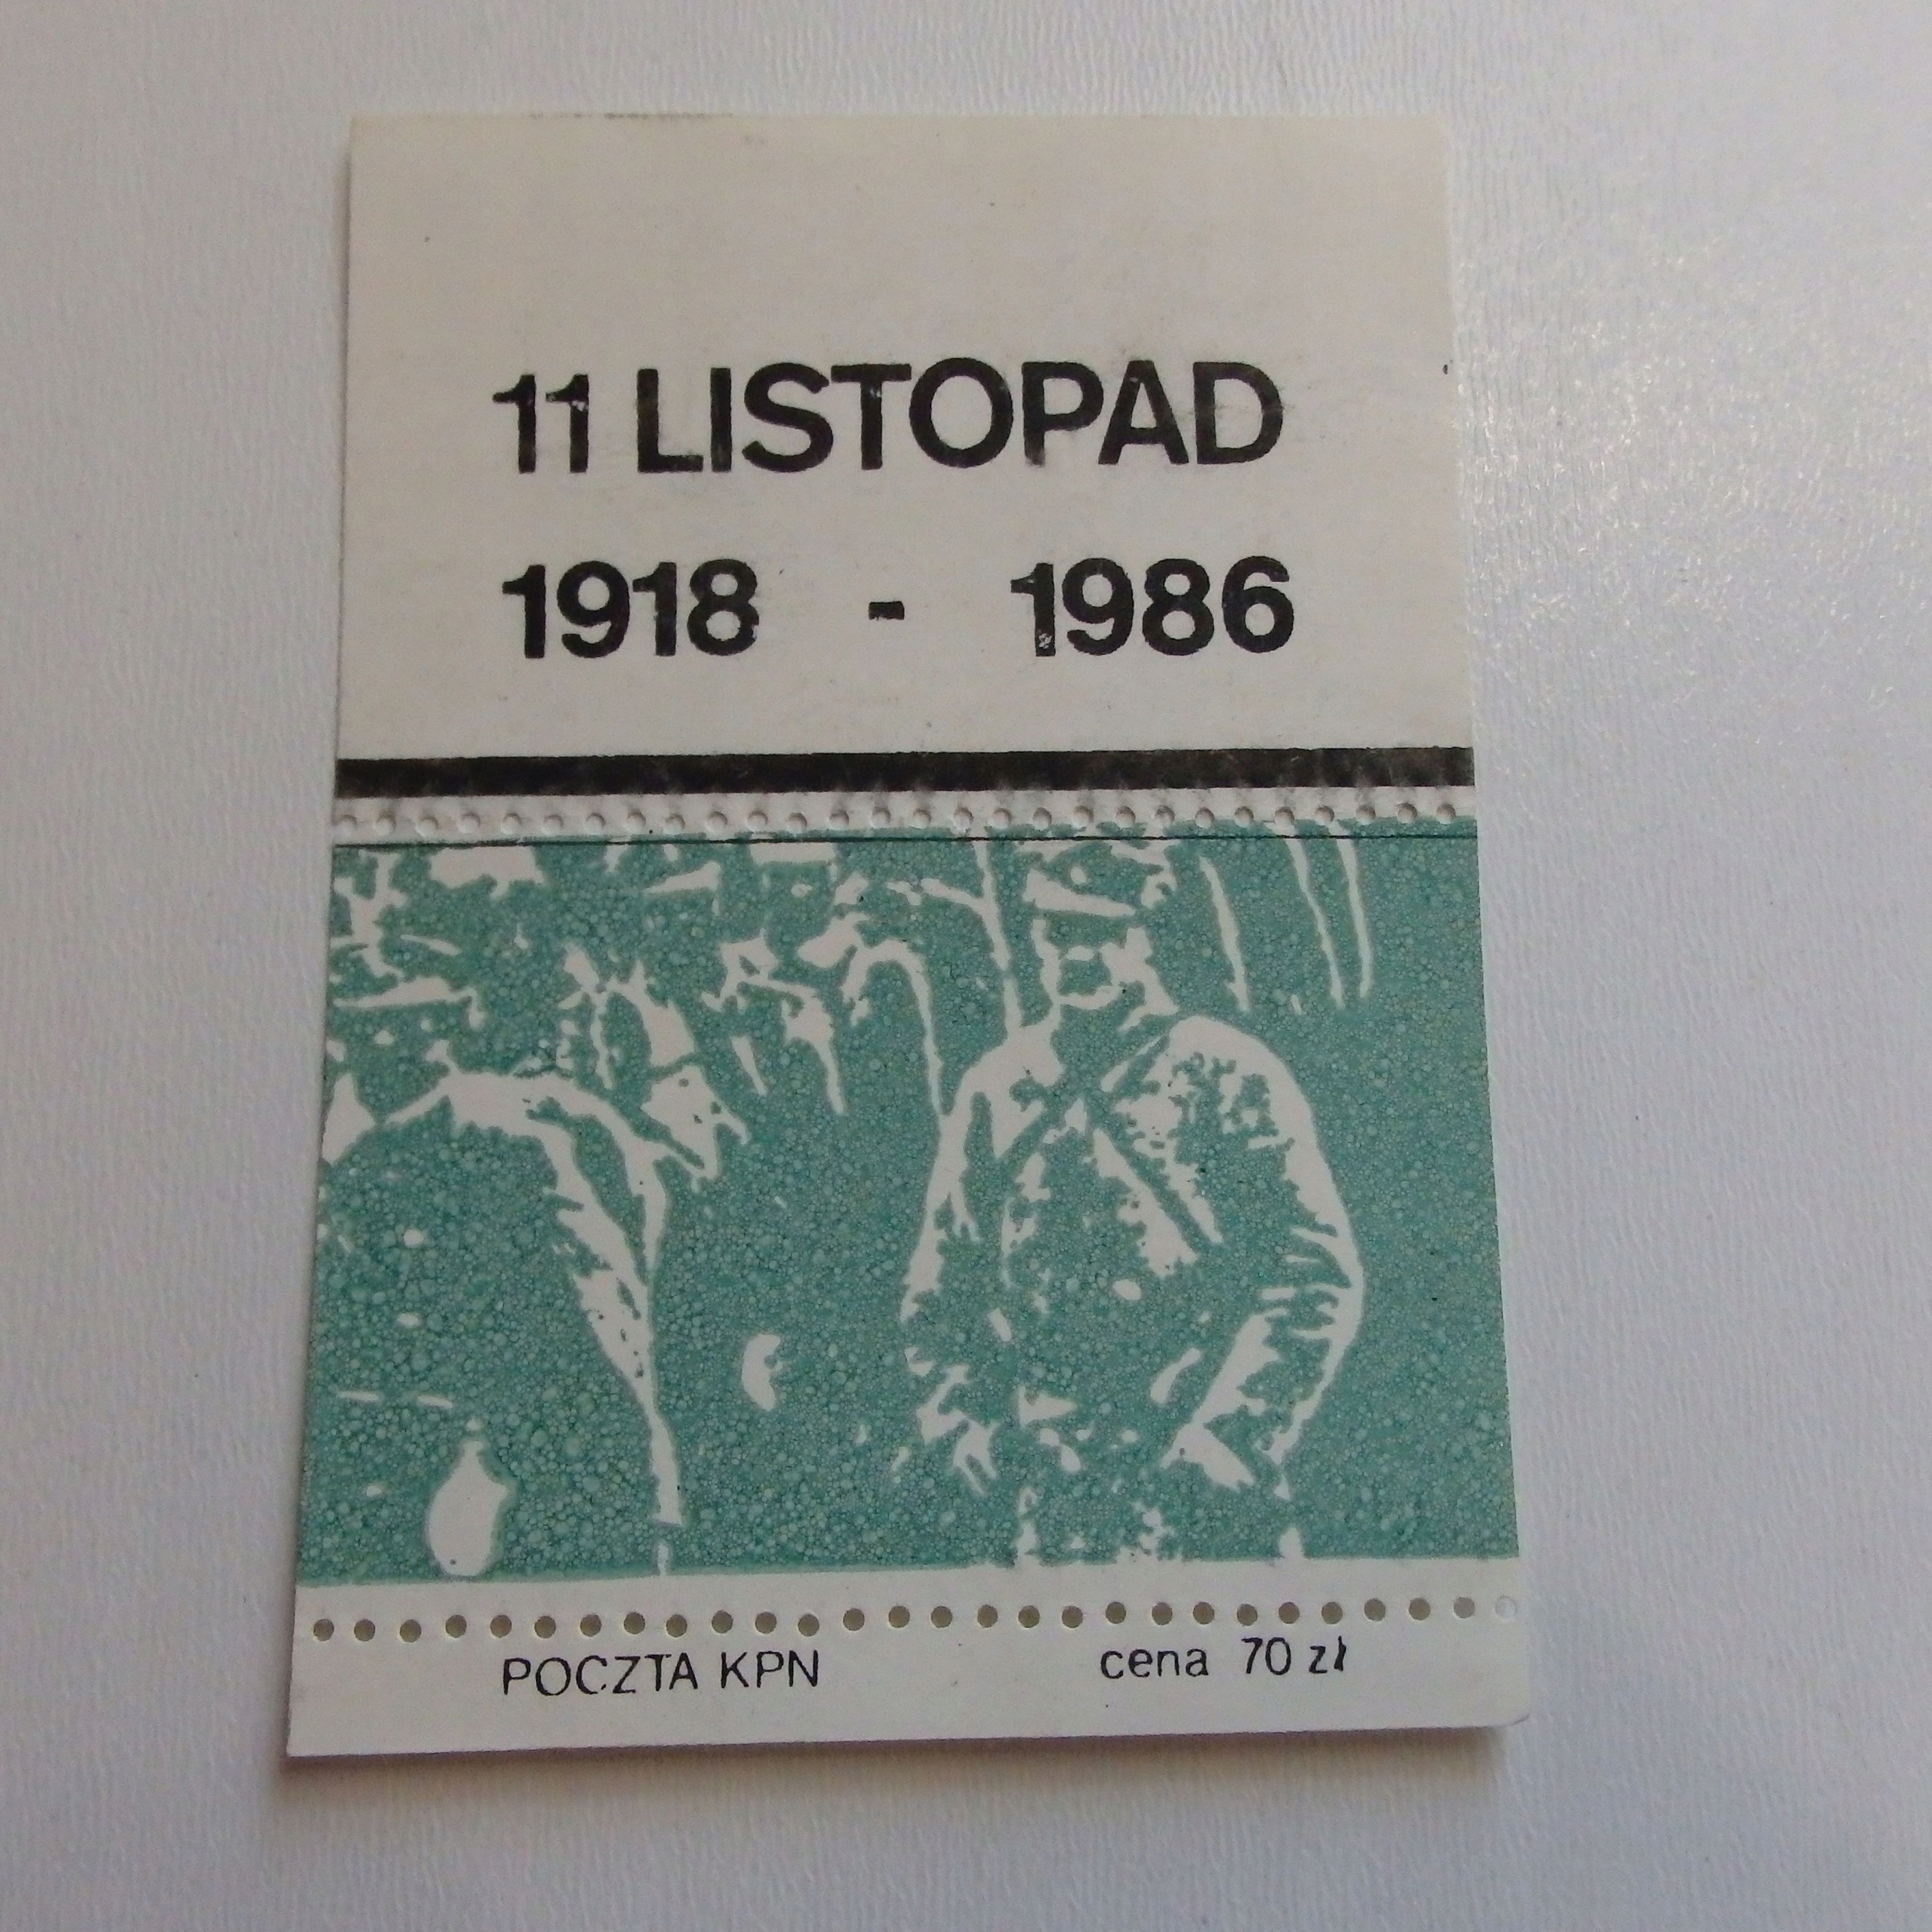 11 LISTOPAD
1918 - 1986
POCZTA KPN cena 70 zł